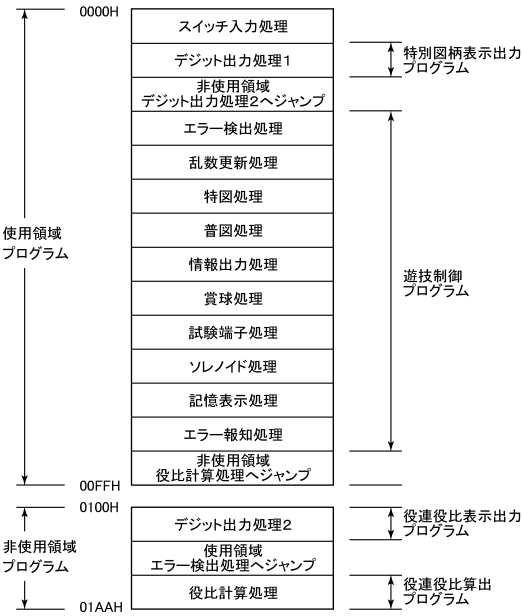 0000H
スイッチ入力処理
デジット出力処理1
特別図柄表示出力
プログラム
非使用領域
デジット出力処理2へジャンプ
エラー検出処理
乱数更新処理
特図処理
普図処理
使用領域
プログラム
情報出力処理
遊技制御
プログラム
賞球処理
試験端子処理
ソレノイド処理
記憶表示処理
エラー報知処理
非使用領域
役比計算処理へジャンプ
00FFH
0100H
デジット出力処理2
役連役比表示出力
プログラム
非使用領域
プログラム
使用領域
エラー検出処理へジャンプ
役比計算処理
役連役比算出
プログラム
01AAH